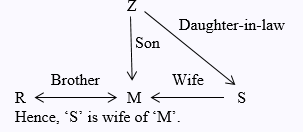 Z
Daughter-in-law
Son
Brother Wife
R M S
Hence, ‘S’ is wife of ‘M’.